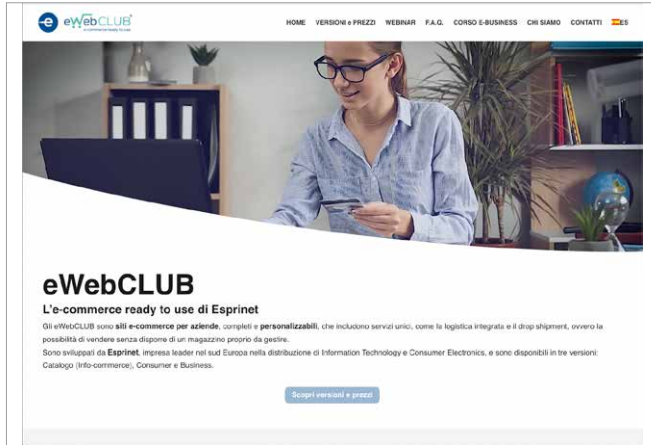 eWebCLUB
e-commerce ready to use
HOME VERSIONI e PREZZI WEBINAR F.A.Q. CORSO E-BUSINESS CHI SIAMO CONTATTI ES
eWebCLUB
L'e-commerce ready to use di Esprinet
Gli eWebCLUB sono siti e-commerce per aziende, completi e personalizzabili, che includono servizi unici, come la logistica integrata e il drop shipment, ovvero la
possibilità di vendere senza disporre di un magazzino proprio da gestire.
Sono sviluppati da Esprinet, impresa leader nel sud Europa nella distribuzione di Information Technology e Consumer Electronics, e sono disponibili in tre versioni:
Catalogo (Info-commerce), Consumer e Business.
Scopri versioni e prezzi